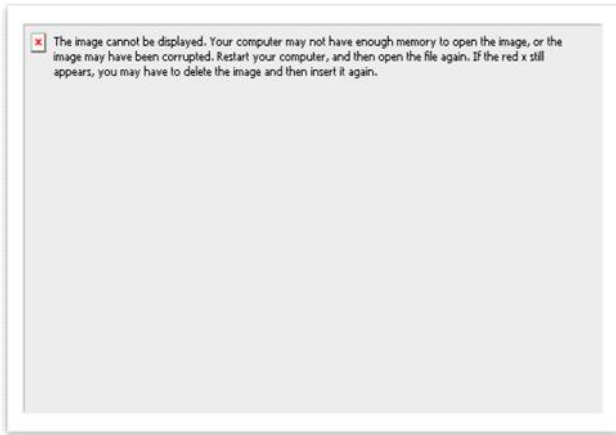 The image cannot be displayed. Your computer may not have enough memory to open the image, or the
image may have been corrupted. Restart your computer, and then open the file again. If the red x still
appears, you may have to delete the image and then insert it again.